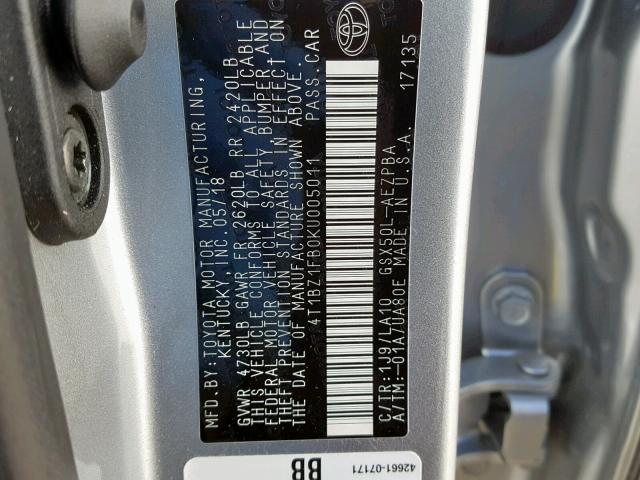 MFD.BY:TOYOTA MOTOR MANUFACTURING,
KENTUCKY,INC.05/18
GVWR 4730LB GAWR FR 2620LB RR 2420LB
THIS VEHICLE CONFORMS TO ALL APPLICABLE
FEDERAL MOTOR VEHICLE SAFETY BUMPER AND
THEFT PREVENTION STANDARDS IN EFFECT ON
THE DATE OF MANUFACTURE SHOWN ABOVE.
4T1BZ1FB0KU005011 PASS.CAR
C/TR:1J9/LA10 GSX50L-AEZPBA
A/TM:-01A/UA80E MADE IN U.S.A. 17135
42661-07171
BB